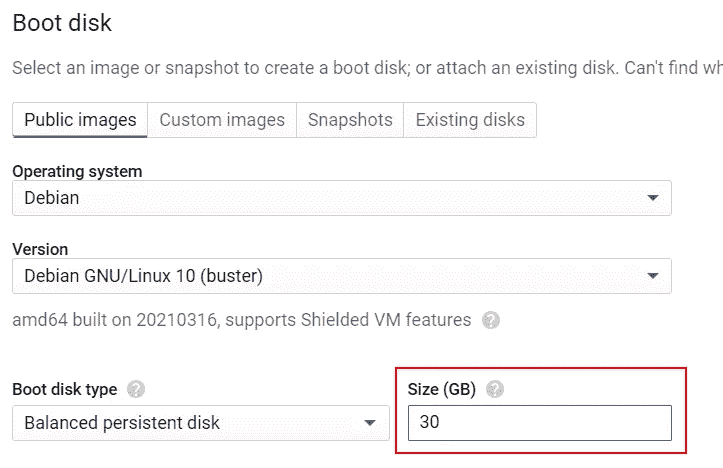 Boot disk
Select an image or snapshot to create a boot disk; or attach an existing disk. Can't find
Public images Custom images Snapshots Existing disks
Operating system
Debian
Version
Debian GNU/Linux 10 (buster)
amd64 built on 20210316, supports Shielded VM features ?
Boot disk type ? Size (GB) ?
Balanced persistent disk 30